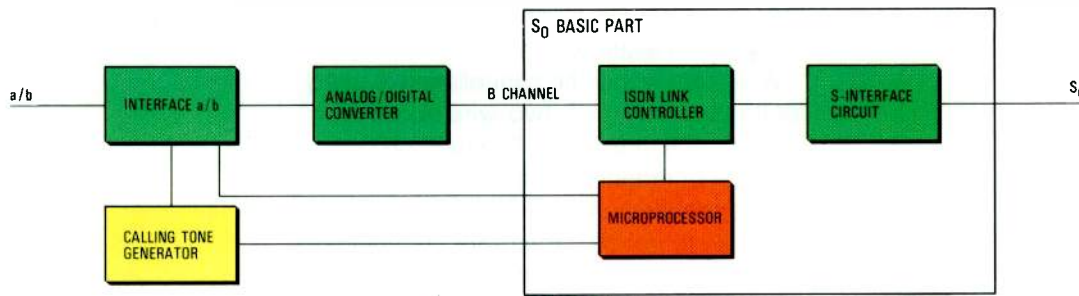 S0 BASIC PART
a/b
INTERFACE a/b
ANALOG/DIGITAL
CONVERTER
B CHANNEL
ISDN LINK
CONTROLLER
S-INTERFACE
CIRCUIT
CALLING TONE
GENERATOR
MICROPROCESSOR